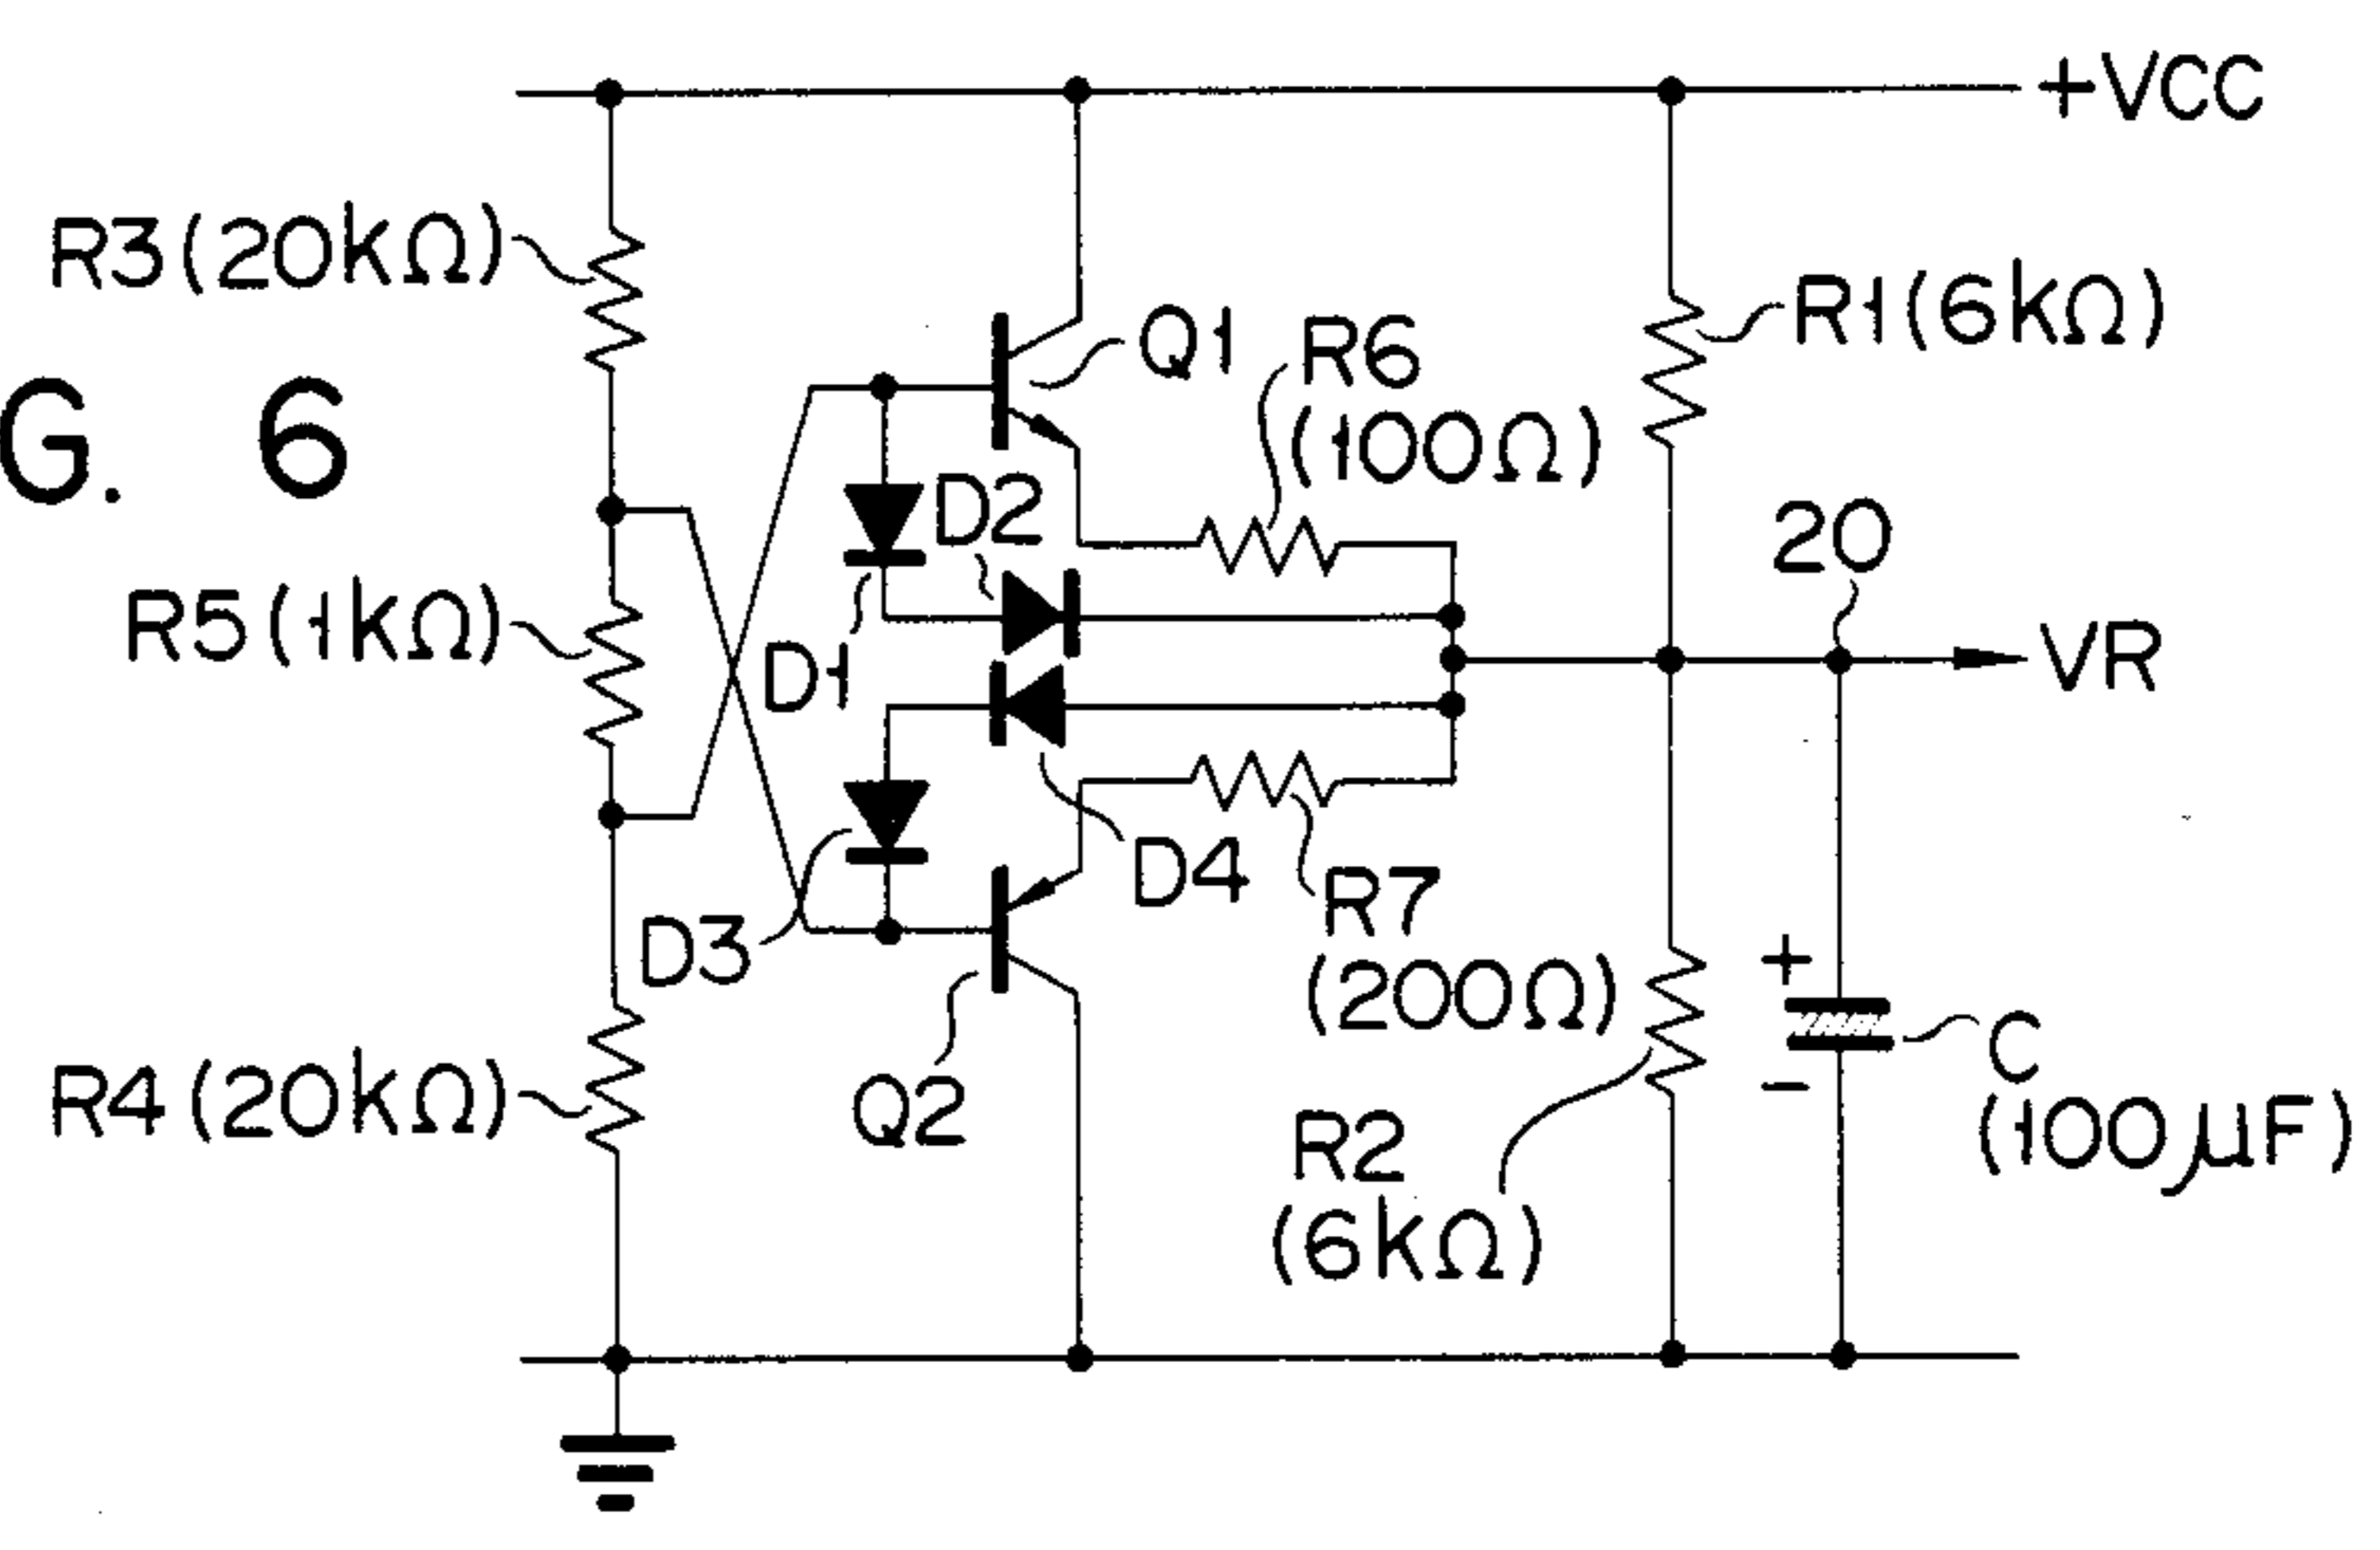 +VCC
R3(20kΩ)
Q1
R6
(100Ω)
R1(6kΩ)
G. 6
D2
20
R5(1kΩ)
D1
VR
D4
R7
(200Ω)
D3
+
C
(100μF)
−
R4(20kΩ)
Q2
R2
(6kΩ)